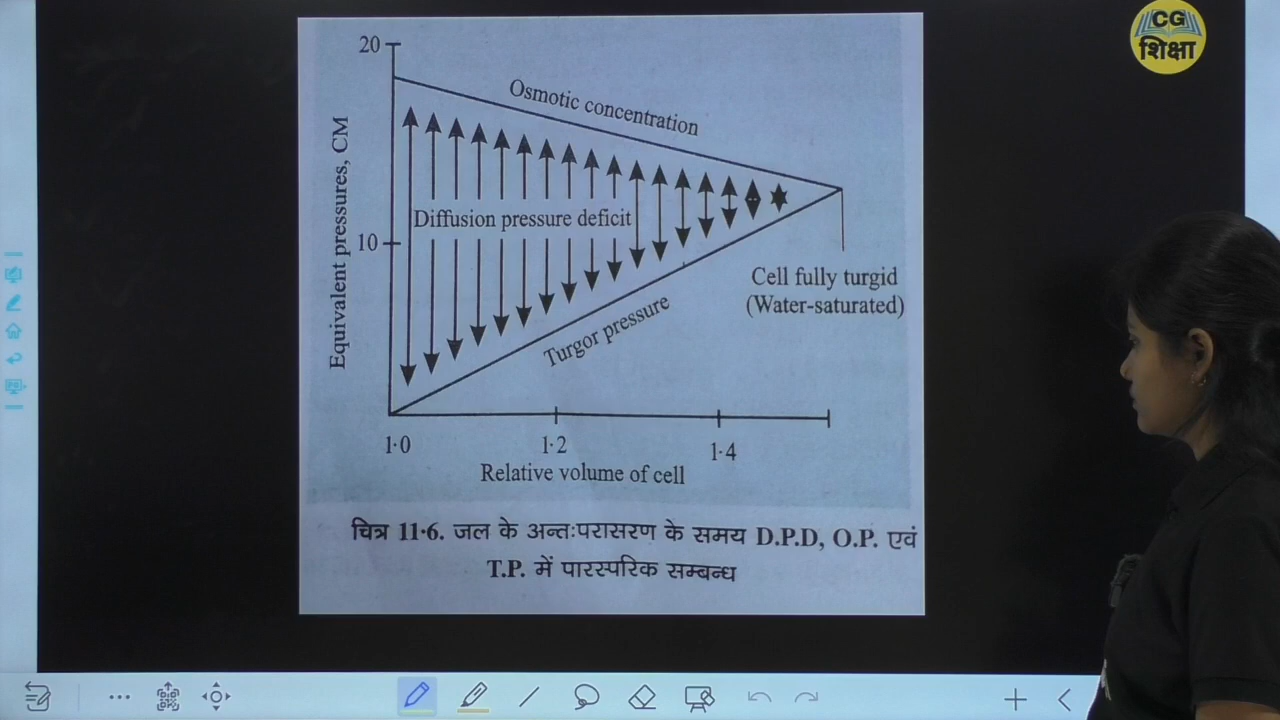 CG
शिक्षा
20
Osmotic concentration
Equivalent pressures, CM
Diffusion pressure deficit
10
Cell fully turgid
(Water-saturated)
Turgor pressure
1·0 1·2 1·4
Relative volume of cell
चित्र 11·6. जल के अन्तःपरासरण के समय D.P.D, O.P. एवं
T.P. में पारस्परिक सम्बन्ध